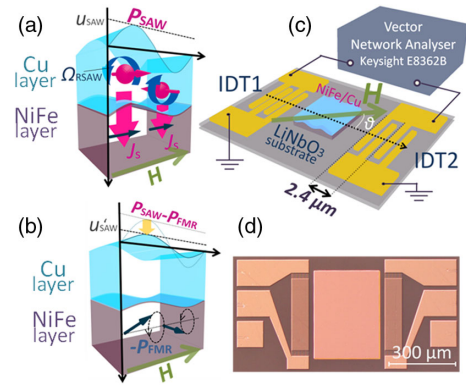 (a)
u_SAW
P_SAW
Cu
layer
Ω_RSAW
NiFe
layer
J_S
J_S
H
(b)
u'_SAW
P_SAW-P_FMR
Cu
layer
NiFe
layer
-P_FMR
H
(c)
Vector
Network Analyser
Keysight E8362B
IDT1
NiFe/Cu
H
ϑ
LiNbO₃
substrate
IDT2
2.4 μm
(d)
300 μm